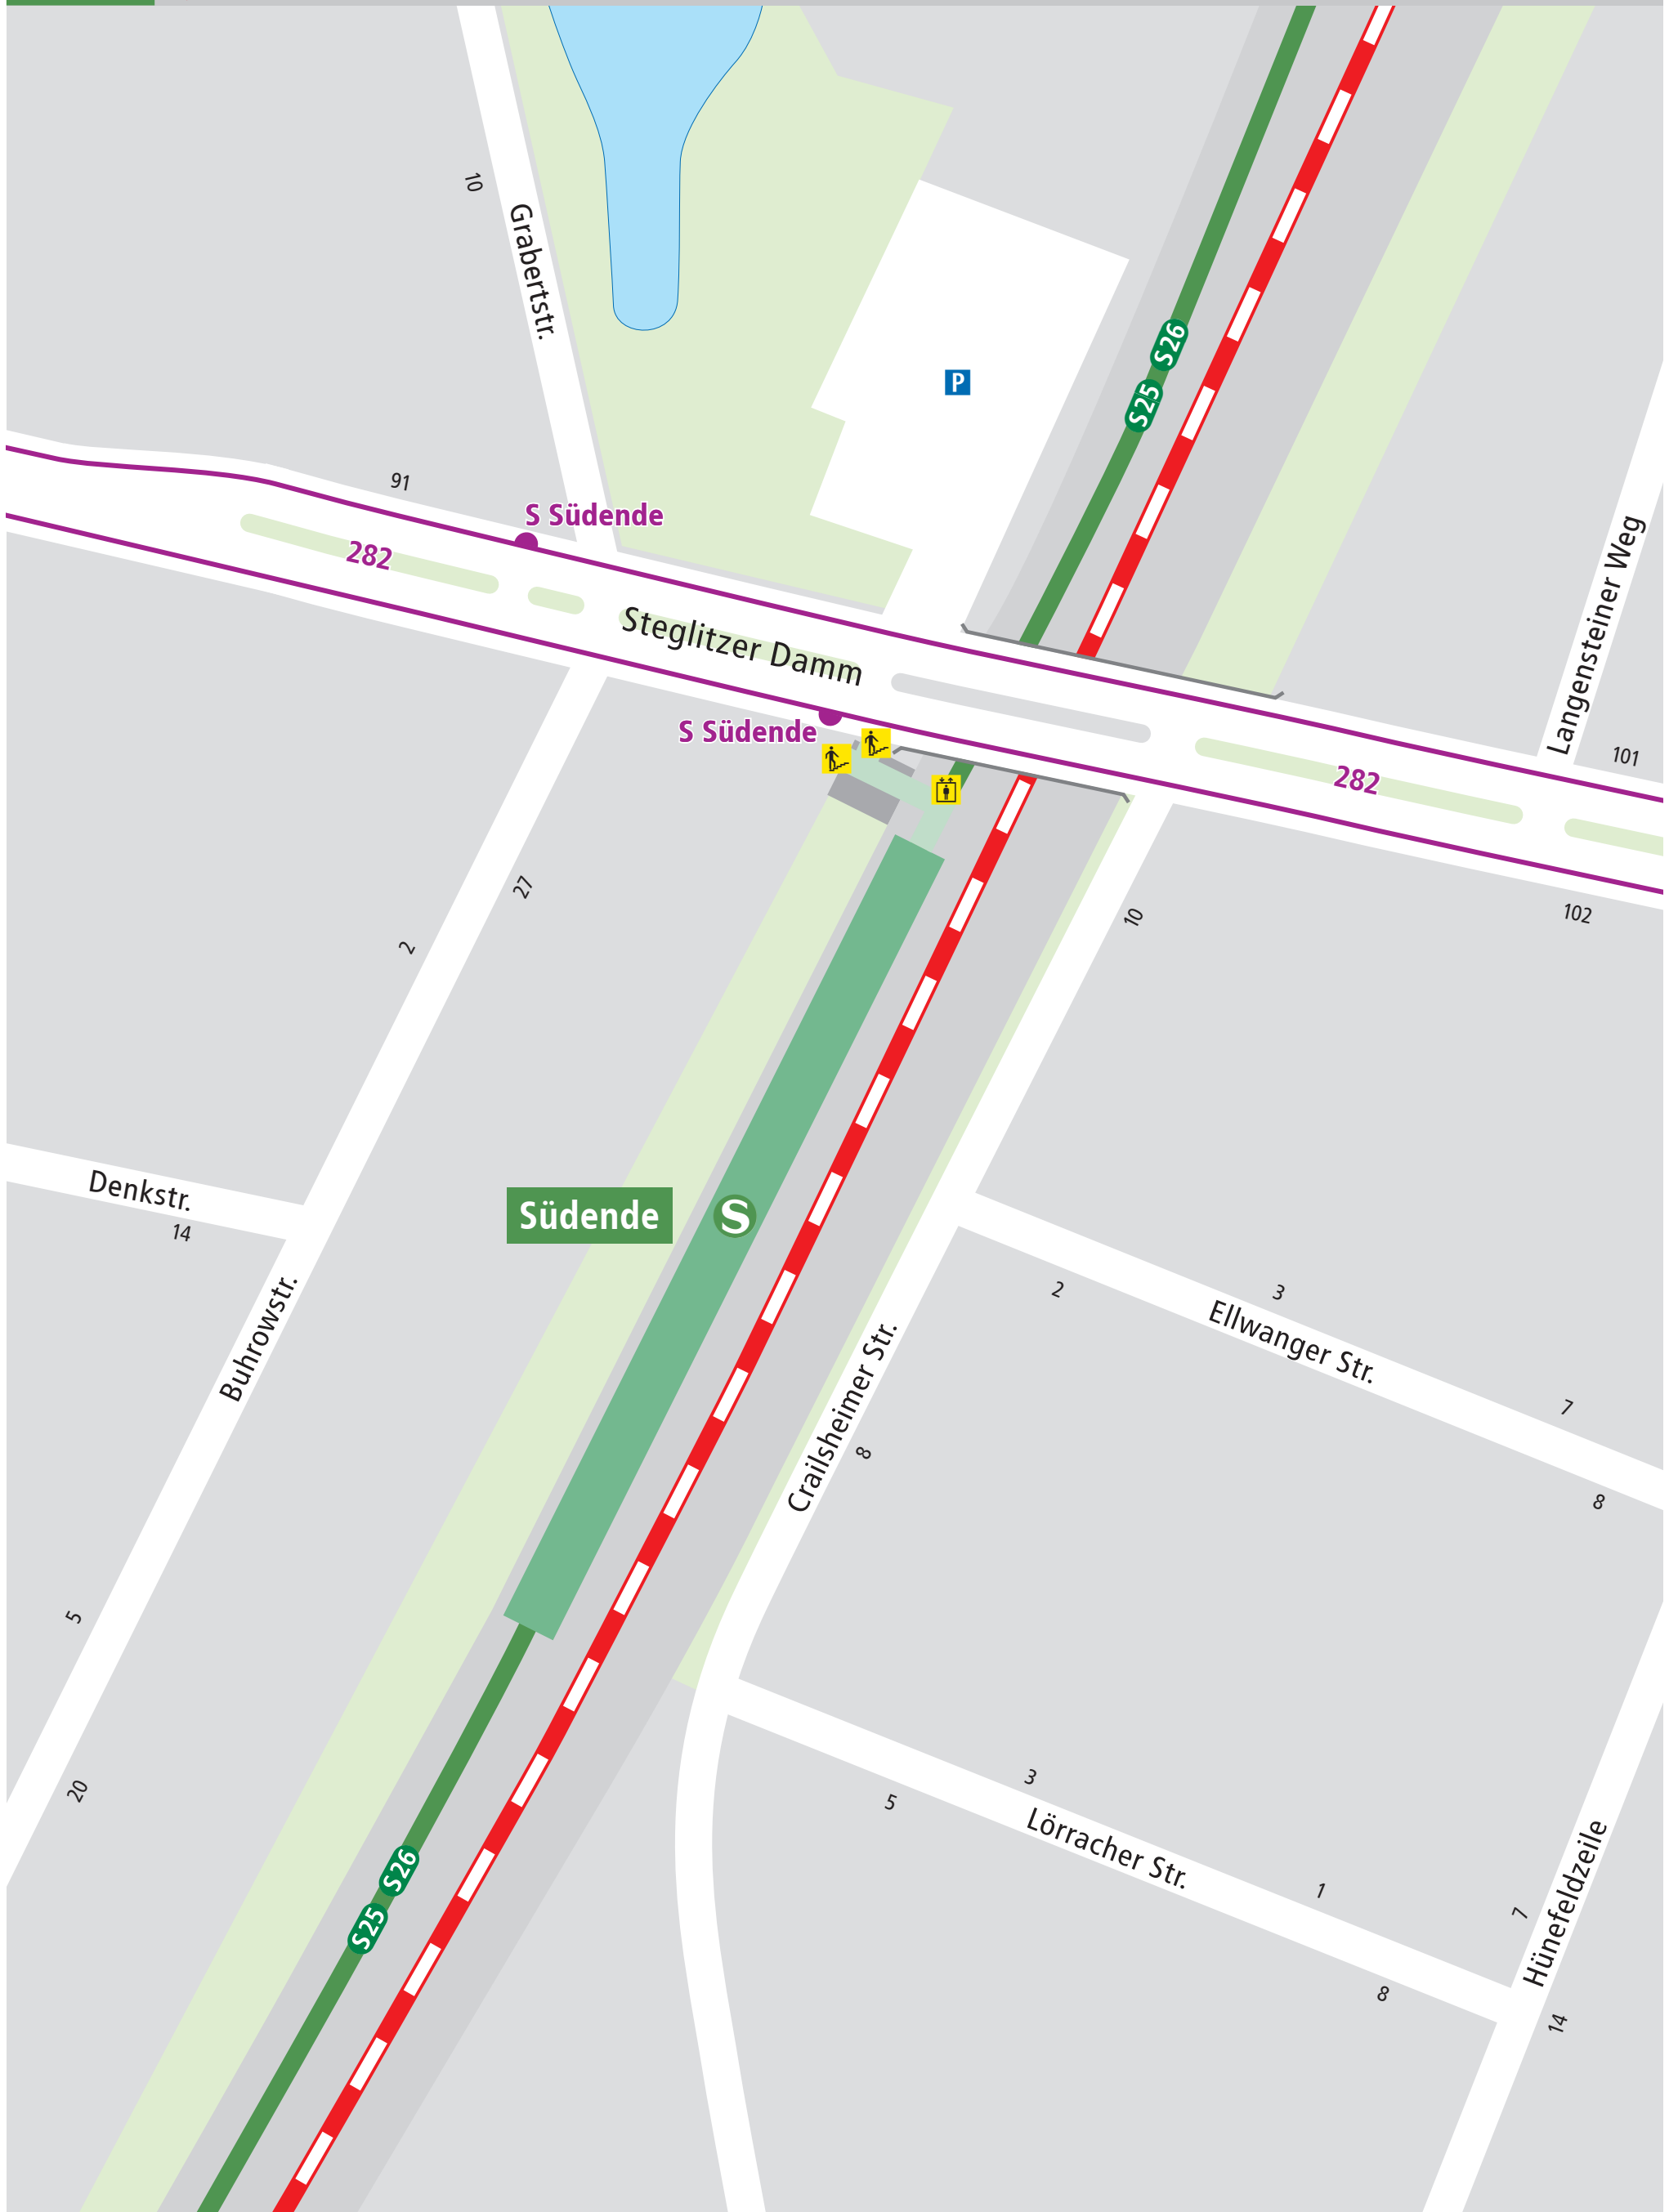 10
Grabertstr.
S26
S25
P
91
S Südende
282
Steglitzer Damm
S Südende
Langensteiner Weg
101
282
102
10
27
2
Denkstr.
14
Südende
S
Buhrowstr.
2
3
Ellwanger Str.
7
8
Crailsheimer Str.
8
5
20
S26
S25
3
5
Lörracher Str.
1
8
7
Hünefeldzeile
14